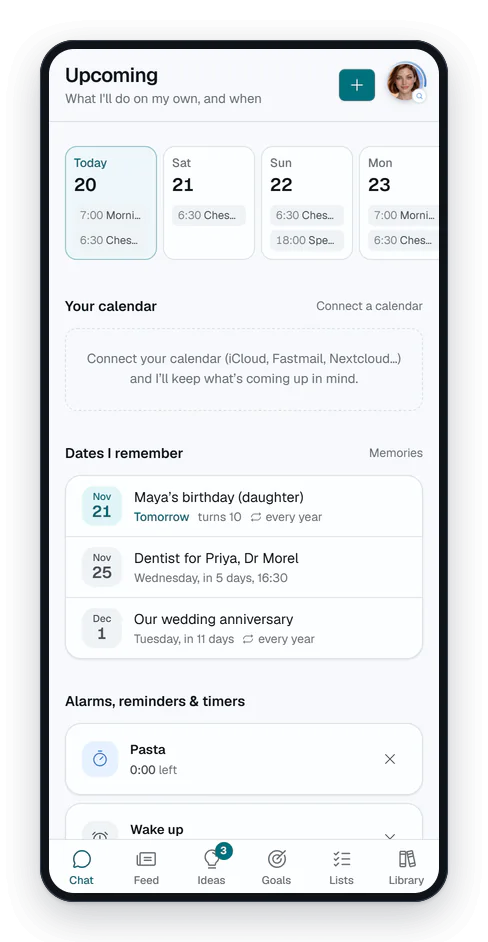 Upcoming
What I'll do on my own, and when
Today
20
7:00 Morni...
6:30 Ches...
Sat
21
6:30 Ches...
Sun
22
6:30 Ches...
18:00 Spe...
Mon
23
7:00 Morni...
6:30 Ches...
Your calendar
Connect a calendar
Connect your calendar (iCloud, Fastmail, Nextcloud…)
and I’ll keep what’s coming up in mind.
Dates I remember
Memories
Nov
21
Maya’s birthday (daughter)
Tomorrow turns 10 every year
Nov
25
Dentist for Priya, Dr Morel
Wednesday, in 5 days, 16:30
Dec
1
Our wedding anniversary
Tuesday, in 11 days every year
Alarms, reminders & timers
Pasta
0:00 left
Wake up
3
Chat
Feed
Ideas
Goals
Lists
Library